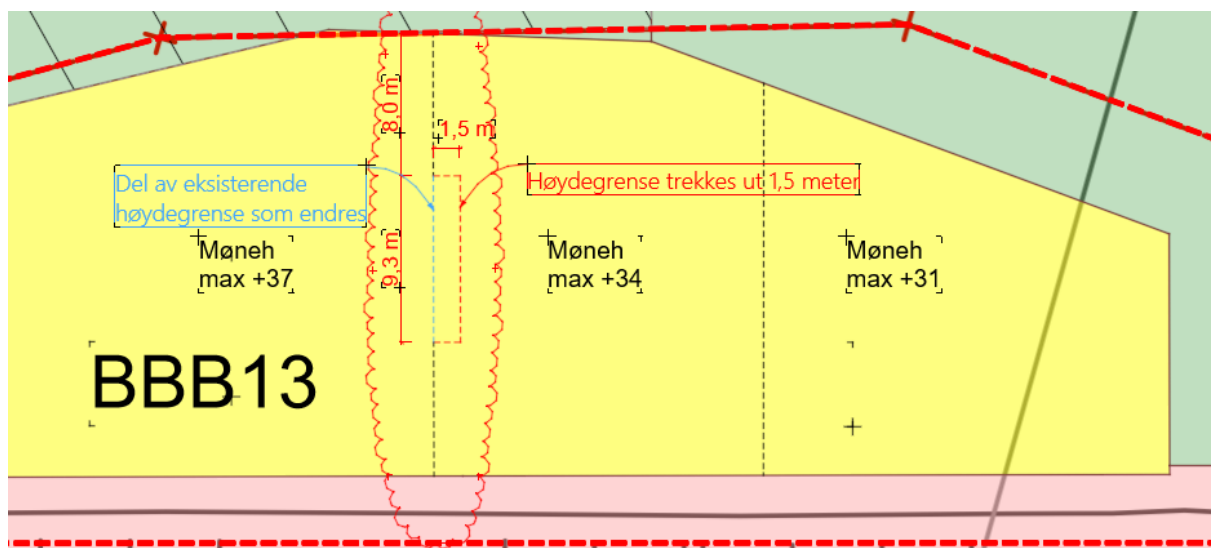 8,0 m
1,5 m
Del av eksisterende
høydegrense som endres
Høydegrense trekkes ut 1,5 meter
9,3 m
Møneh
max +37
Møneh
max +34
Møneh
max +31
BBB13